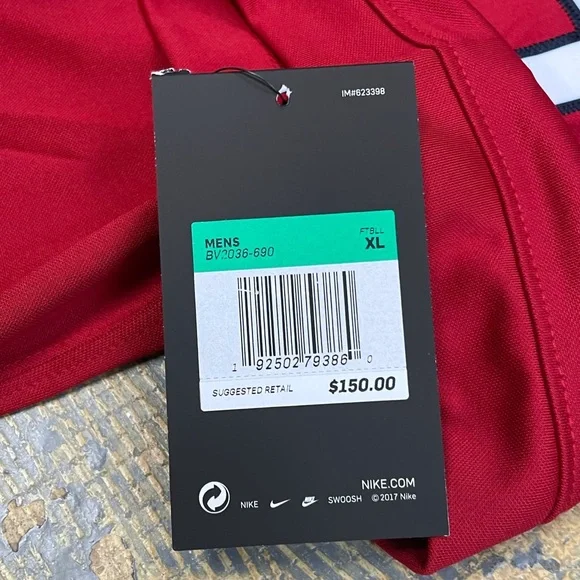 IM#623398
MENS FTBLL
BV2036-690 XL
1 92502 79386 0
SUGGESTED RETAIL $150.00
NIKE.COM
NIKE SWOOSH © 2017 Nike